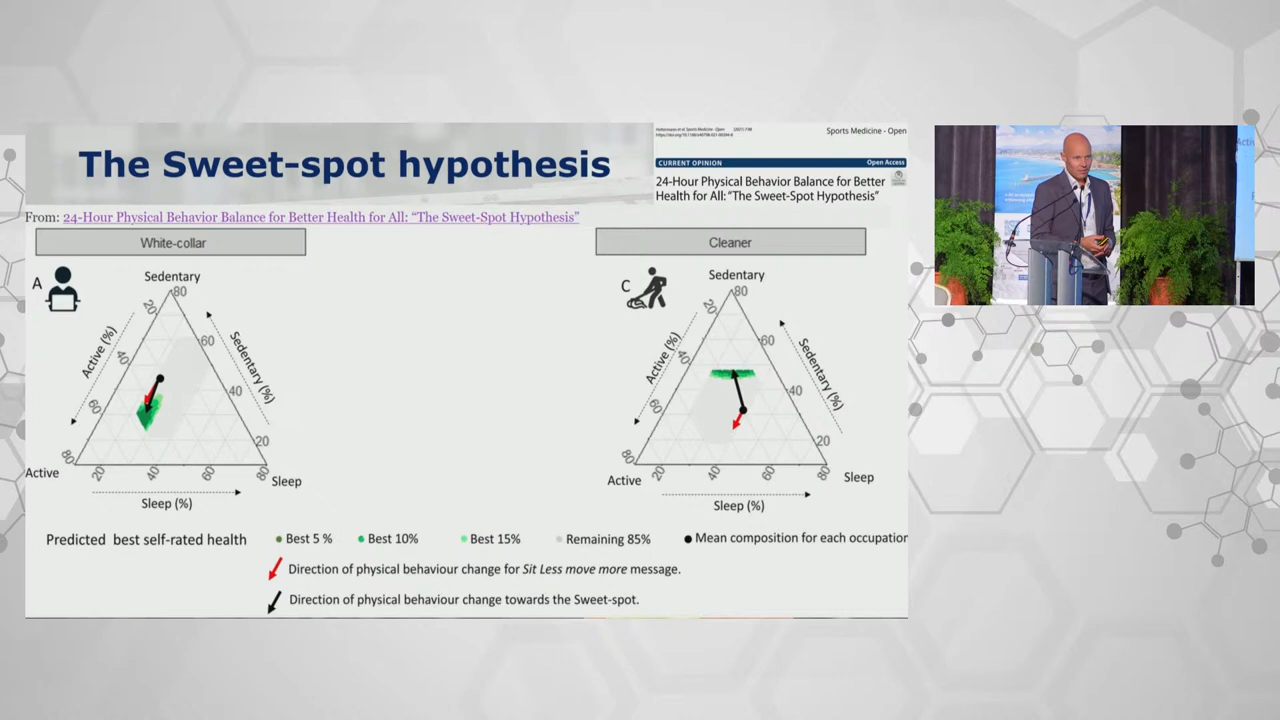 The Sweet-spot hypothesis
Sports Medicine - Open
CURRENT OPINION
Open Access
24-Hour Physical Behavior Balance for Better
Health for All: “The Sweet-Spot Hypothesis”
From: 24-Hour Physical Behavior Balance for Better Health for All: “The Sweet-Spot Hypothesis”
White-collar
A
Sedentary
80
60
40
20
20
40
60
80
20
40
60
80
Active (%)
Sedentary (%)
Active
Sleep
Sleep (%)
Cleaner
C
Sedentary
80
60
40
20
20
40
60
80
20
40
60
80
Active (%)
Sedentary (%)
Active
Sleep
Sleep (%)
Predicted best self-rated health
Best 5 %
Best 10%
Best 15%
Remaining 85%
Mean composition for each occupation
Direction of physical behaviour change for Sit Less move more message.
Direction of physical behaviour change towards the Sweet-spot.